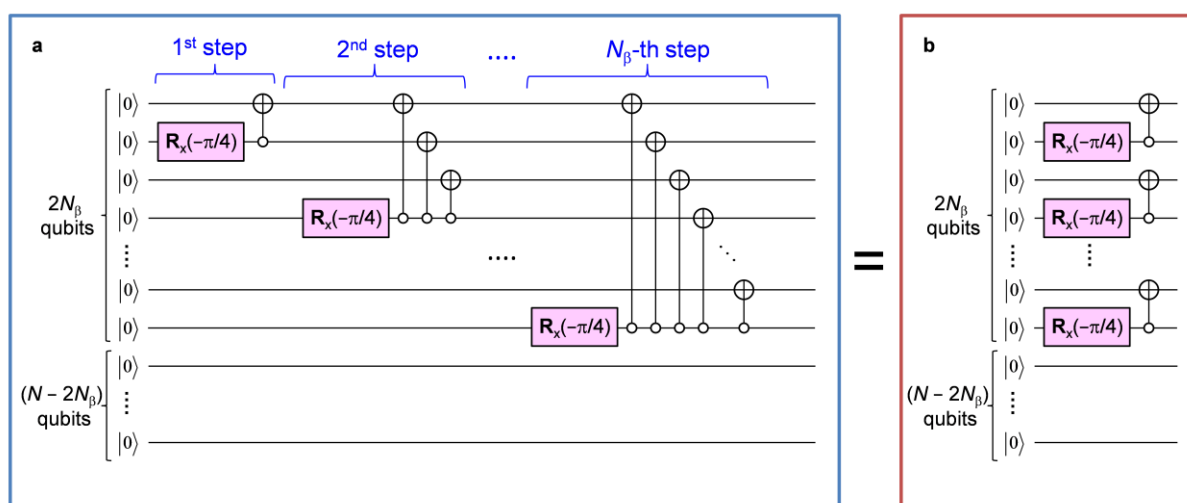 a
1st step
2nd step
....
Nβ-th step
|0⟩
|0⟩
Rx(−π/4)
|0⟩
2Nβ
qubits
|0⟩
Rx(−π/4)
....
|0⟩
|0⟩
Rx(−π/4)
(N − 2Nβ)
qubits
|0⟩
|0⟩
=
b
|0⟩
|0⟩
Rx(−π/4)
|0⟩
2Nβ
qubits
|0⟩
Rx(−π/4)
|0⟩
|0⟩
Rx(−π/4)
(N − 2Nβ)
qubits
|0⟩
|0⟩